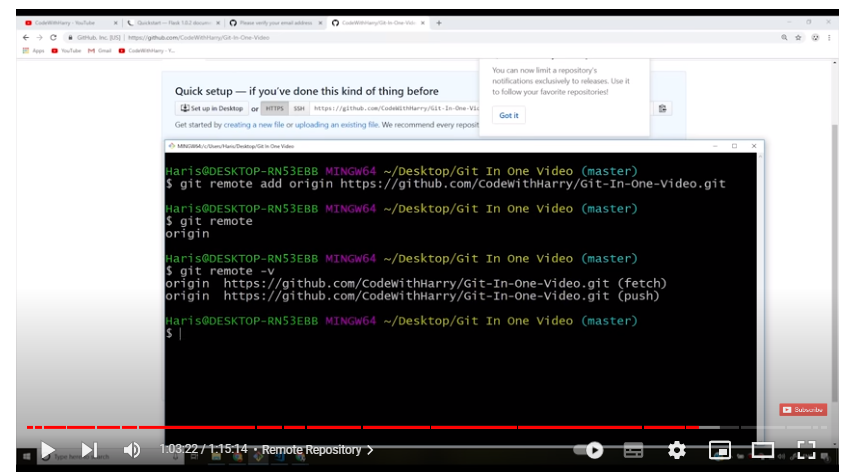 CodeWithHarry - YouTube
Quickstart — Flask 1.0.2 docum
Please verify your email address
CodeWithHarry/Git-In-One-Vide
GitHub, Inc. [US] | https://github.com/CodeWithHarry/Git-In-One-Video
Apps YouTube Gmail CodeWithHarry - Y...
You can now limit a repository's
notifications exclusively to releases. Use it
to follow your favorite repositories!
Got it
Quick setup — if you've done this kind of thing before
Set up in Desktop or HTTPS SSH https://github.com/CodeWithHarry/Git-In-One-Vi
Get started by creating a new file or uploading an existing file. We recommend every reposit
MINGW64:/c/Users/Haris/Desktop/Git In One Video
Haris@DESKTOP-RN53EBB MINGW64 ~/Desktop/Git In One Video (master)
$ git remote add origin https://github.com/CodeWithHarry/Git-In-One-Video.git
Haris@DESKTOP-RN53EBB MINGW64 ~/Desktop/Git In One Video (master)
$ git remote
origin
Haris@DESKTOP-RN53EBB MINGW64 ~/Desktop/Git In One Video (master)
$ git remote -v
origin https://github.com/CodeWithHarry/Git-In-One-Video.git (fetch)
origin https://github.com/CodeWithHarry/Git-In-One-Video.git (push)
Haris@DESKTOP-RN53EBB MINGW64 ~/Desktop/Git In One Video (master)
$
Subscribe
1:03:22 / 1:15:14 • Remote Repository >
Type here to search